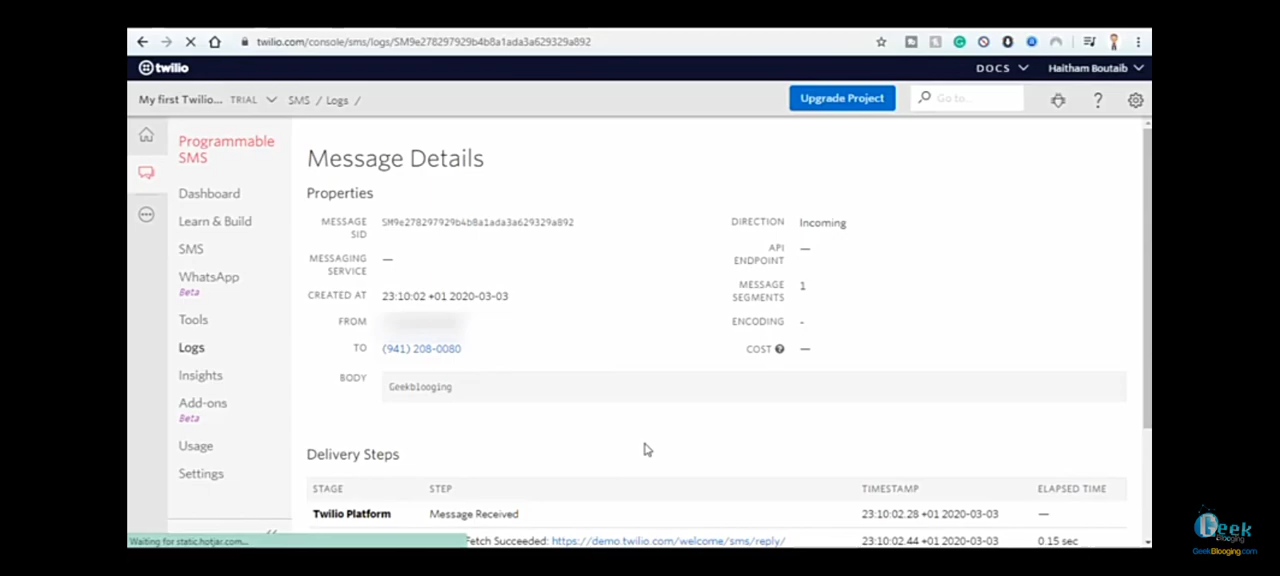 twilio.com/console/sms/logs/SM9e278297929b4b8a1ada3a629329a892
twilio
DOCS
Haitham Boutaib
My first Twilio... TRIAL
SMS / Logs /
Upgrade Project
Go to...
?
Programmable SMS
Dashboard
Learn & Build
SMS
WhatsApp
Beta
Tools
Logs
Insights
Add-ons
Beta
Usage
Settings
Message Details
Properties
MESSAGE SID SM9e278297929b4b8a1ada3a629329a892
MESSAGING SERVICE —
CREATED AT 23:10:02 +01 2020-03-03
FROM
TO (941) 208-0080
BODY Geekblooging
DIRECTION Incoming
API ENDPOINT —
MESSAGE SEGMENTS 1
ENCODING -
COST ? —
Delivery Steps
STAGE STEP TIMESTAMP ELAPSED TIME
Twilio Platform Message Received 23:10:02.28 +01 2020-03-03 —
Fetch Succeeded: https://demo.twilio.com/welcome/sms/reply/ 23:10:02.44 +01 2020-03-03 0.15 sec
Waiting for static.hotjar.com...
Geek
Blooging
GeekBlooging.com